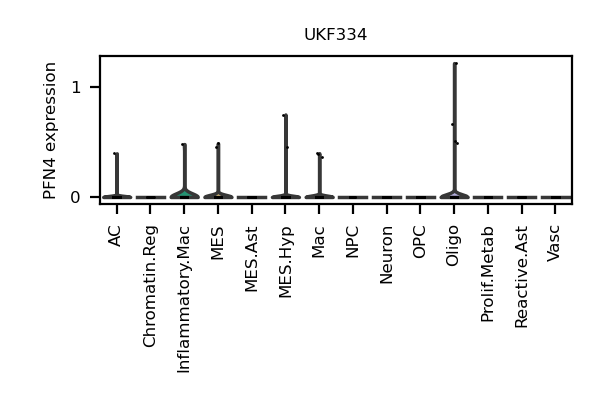 UKF334
PFN4 expression
1
0
AC
Chromatin.Reg
Inflammatory.Mac
MES
MES.Ast
MES.Hyp
Mac
NPC
Neuron
OPC
Oligo
Prolif.Metab
Reactive.Ast
Vasc